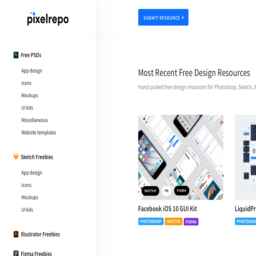 pixelrepo
SUBMIT RESOURCE +
Free PSDs
App design
Icons
Mockups
UI-kits
Miscellaneous
Website templates
Sketch Freebies
App design
Icons
Mockups
UI-kits
Illustrator Freebies
Figma Freebies
Most Recent Free Design Resources
Hand picked free design resources for Photoshop, Sketch,
SKETCH
PS
FIGMA
Facebook iOS 10 GUI Kit
PHOTOSHOP SKETCH FIGMA
LiquidPr
PHOTOSHOP